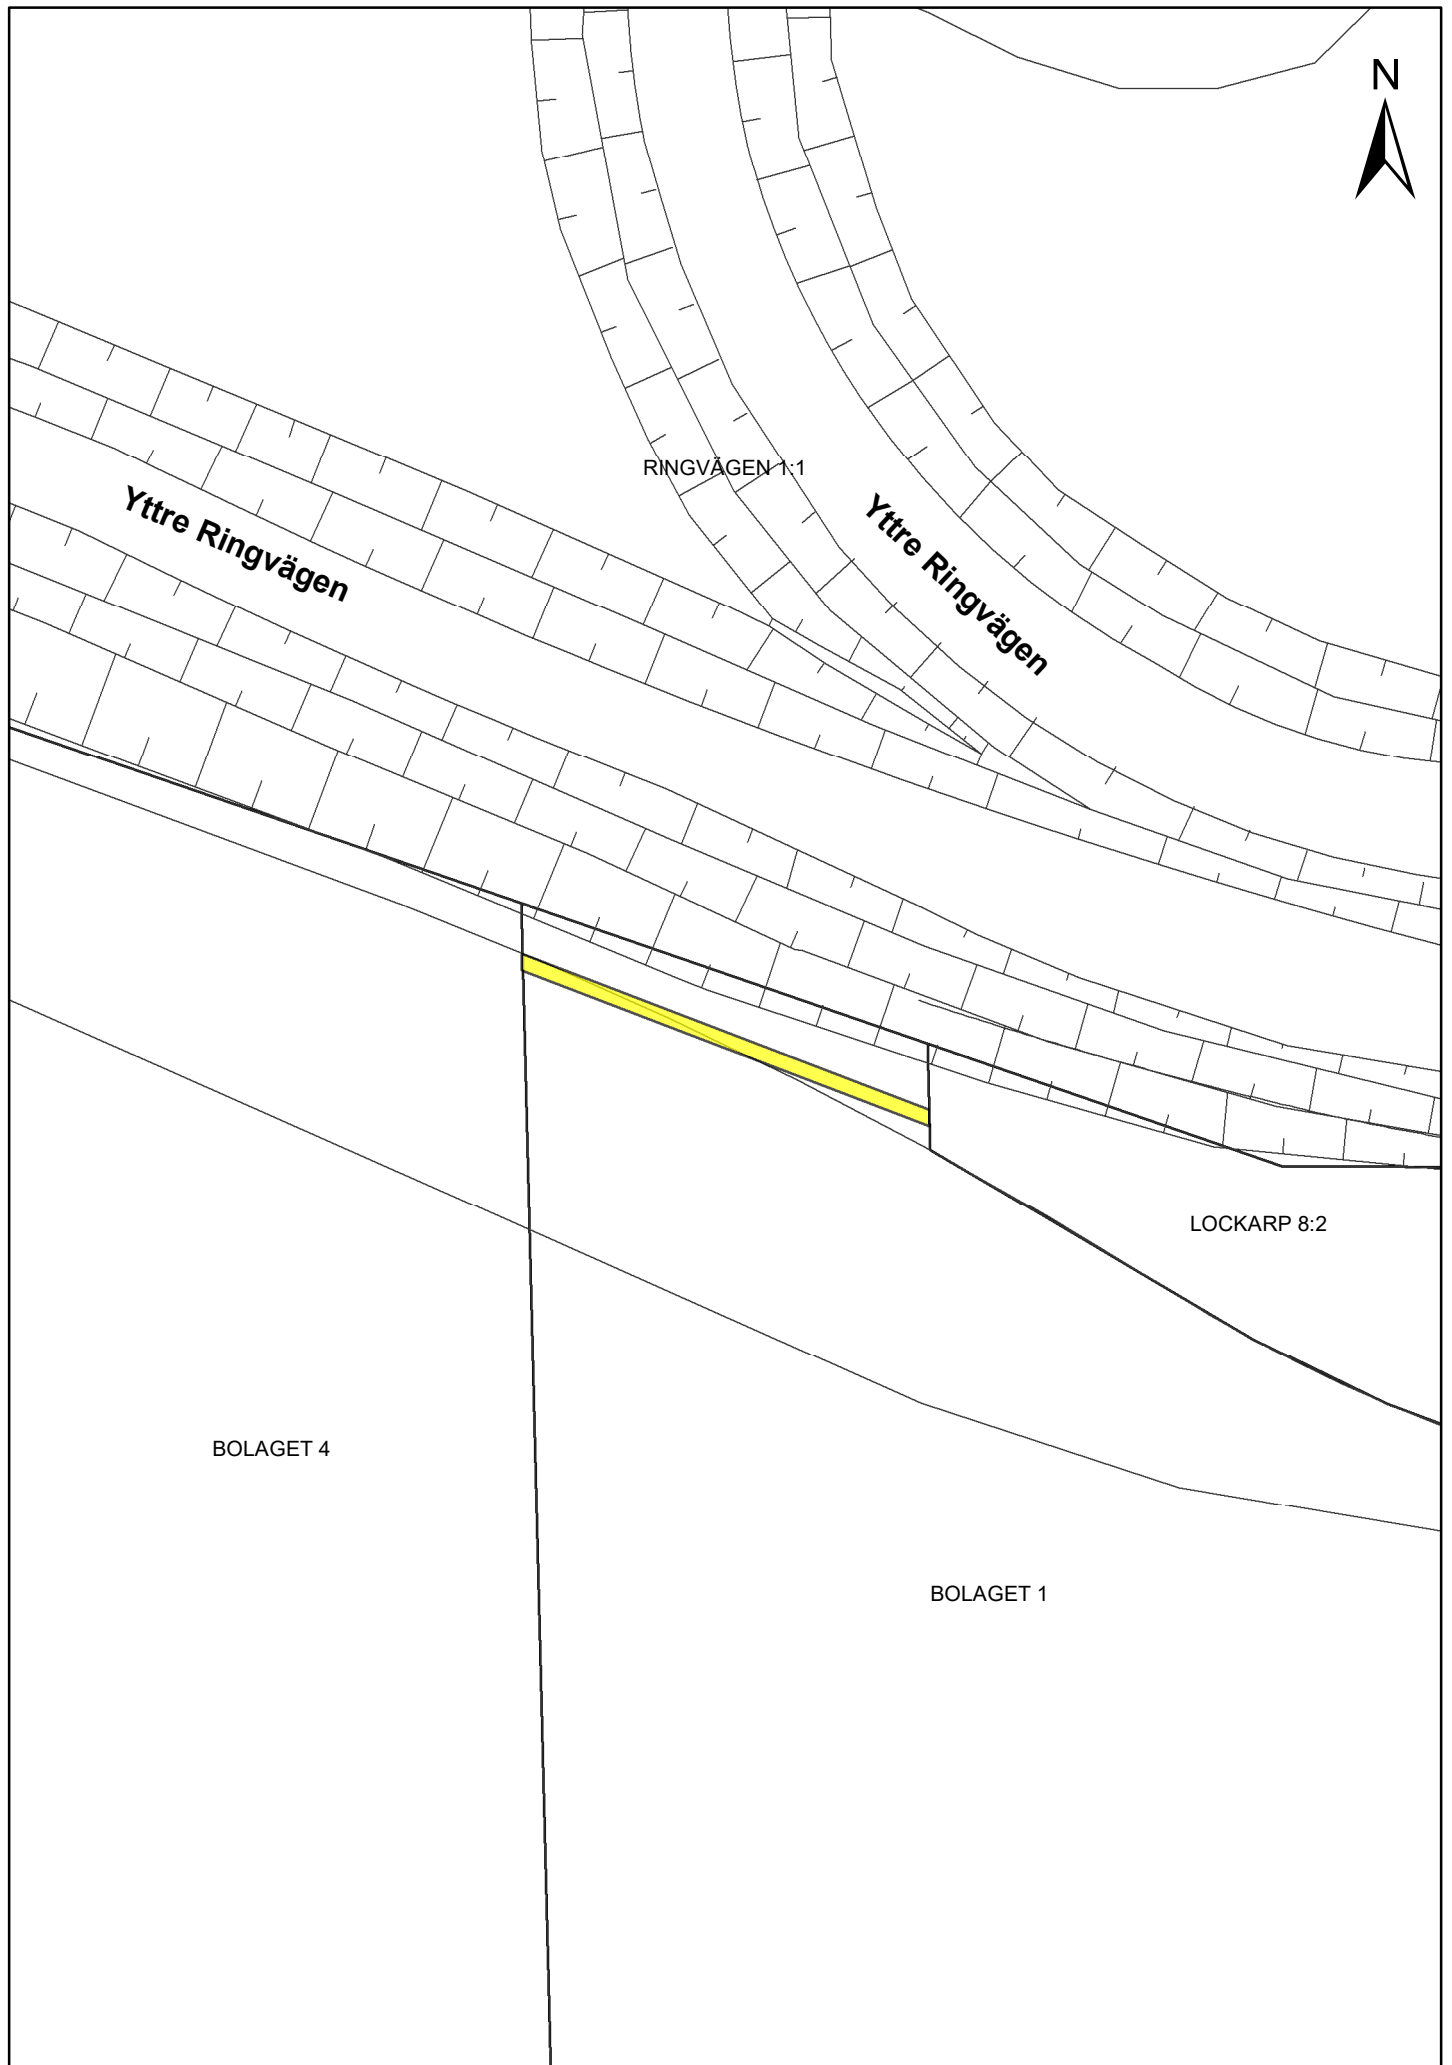 N
RINGVÄGEN 1:1
Yttre Ringvägen
Yttre Ringvägen
LOCKARP 8:2
BOLAGET 4
BOLAGET 1